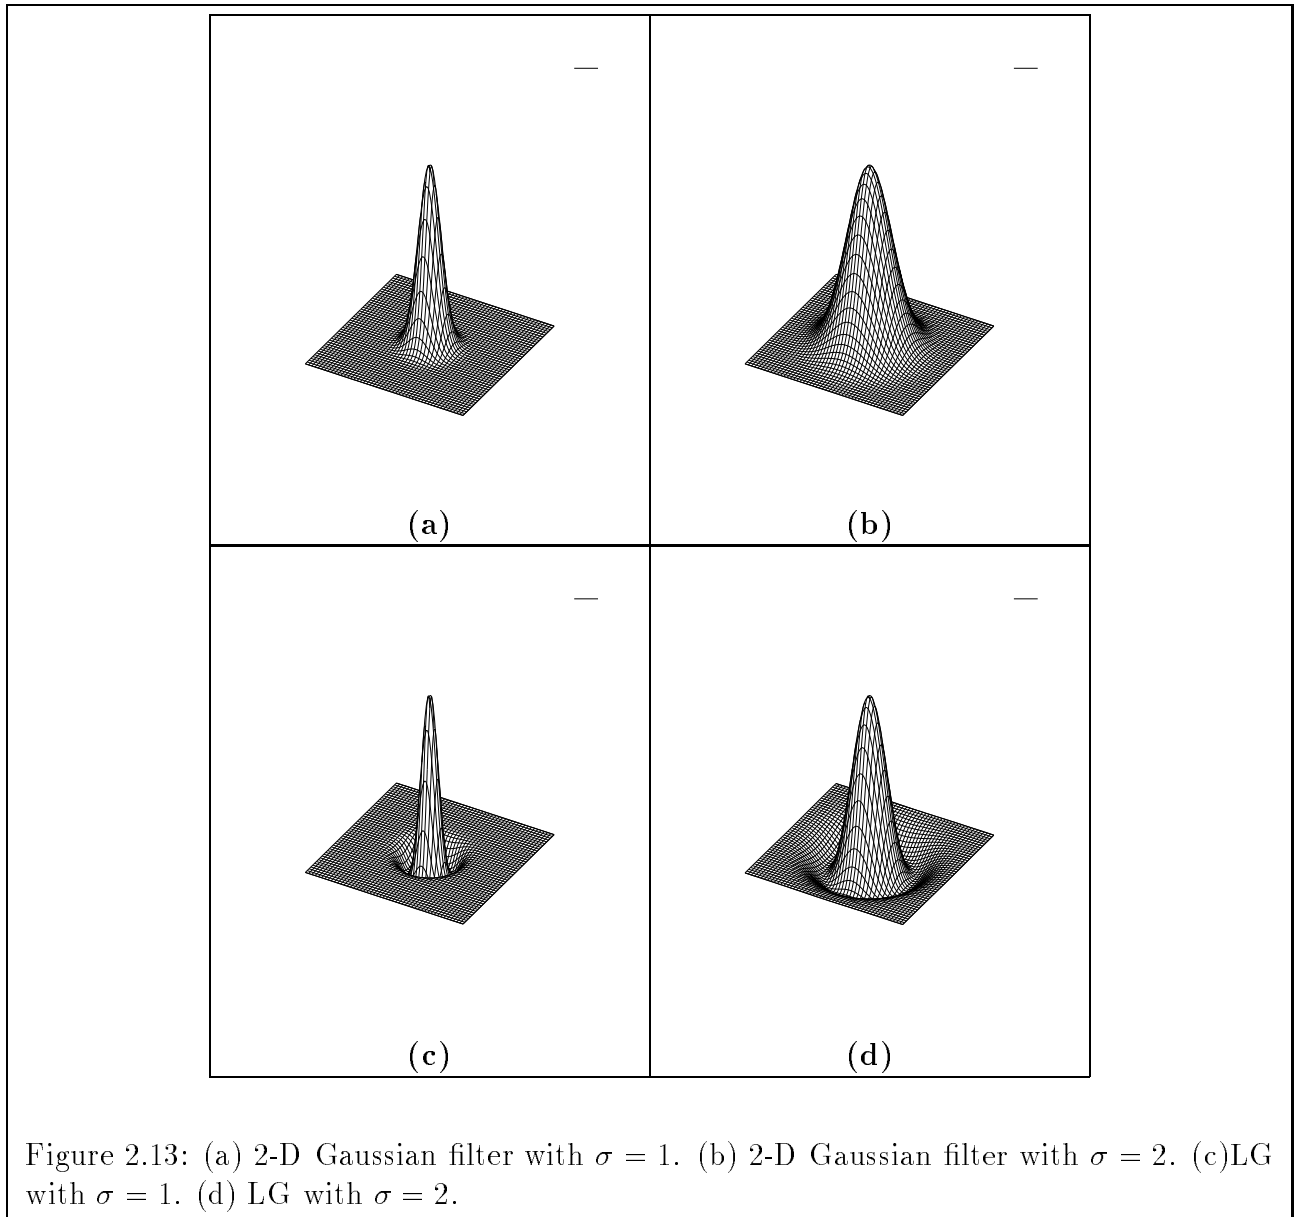 (a)
(b)
(c)
(d)
Figure 2.13: (a) 2-D Gaussian filter with σ = 1. (b) 2-D Gaussian filter with σ = 2. (c)LG
with σ = 1. (d) LG with σ = 2.